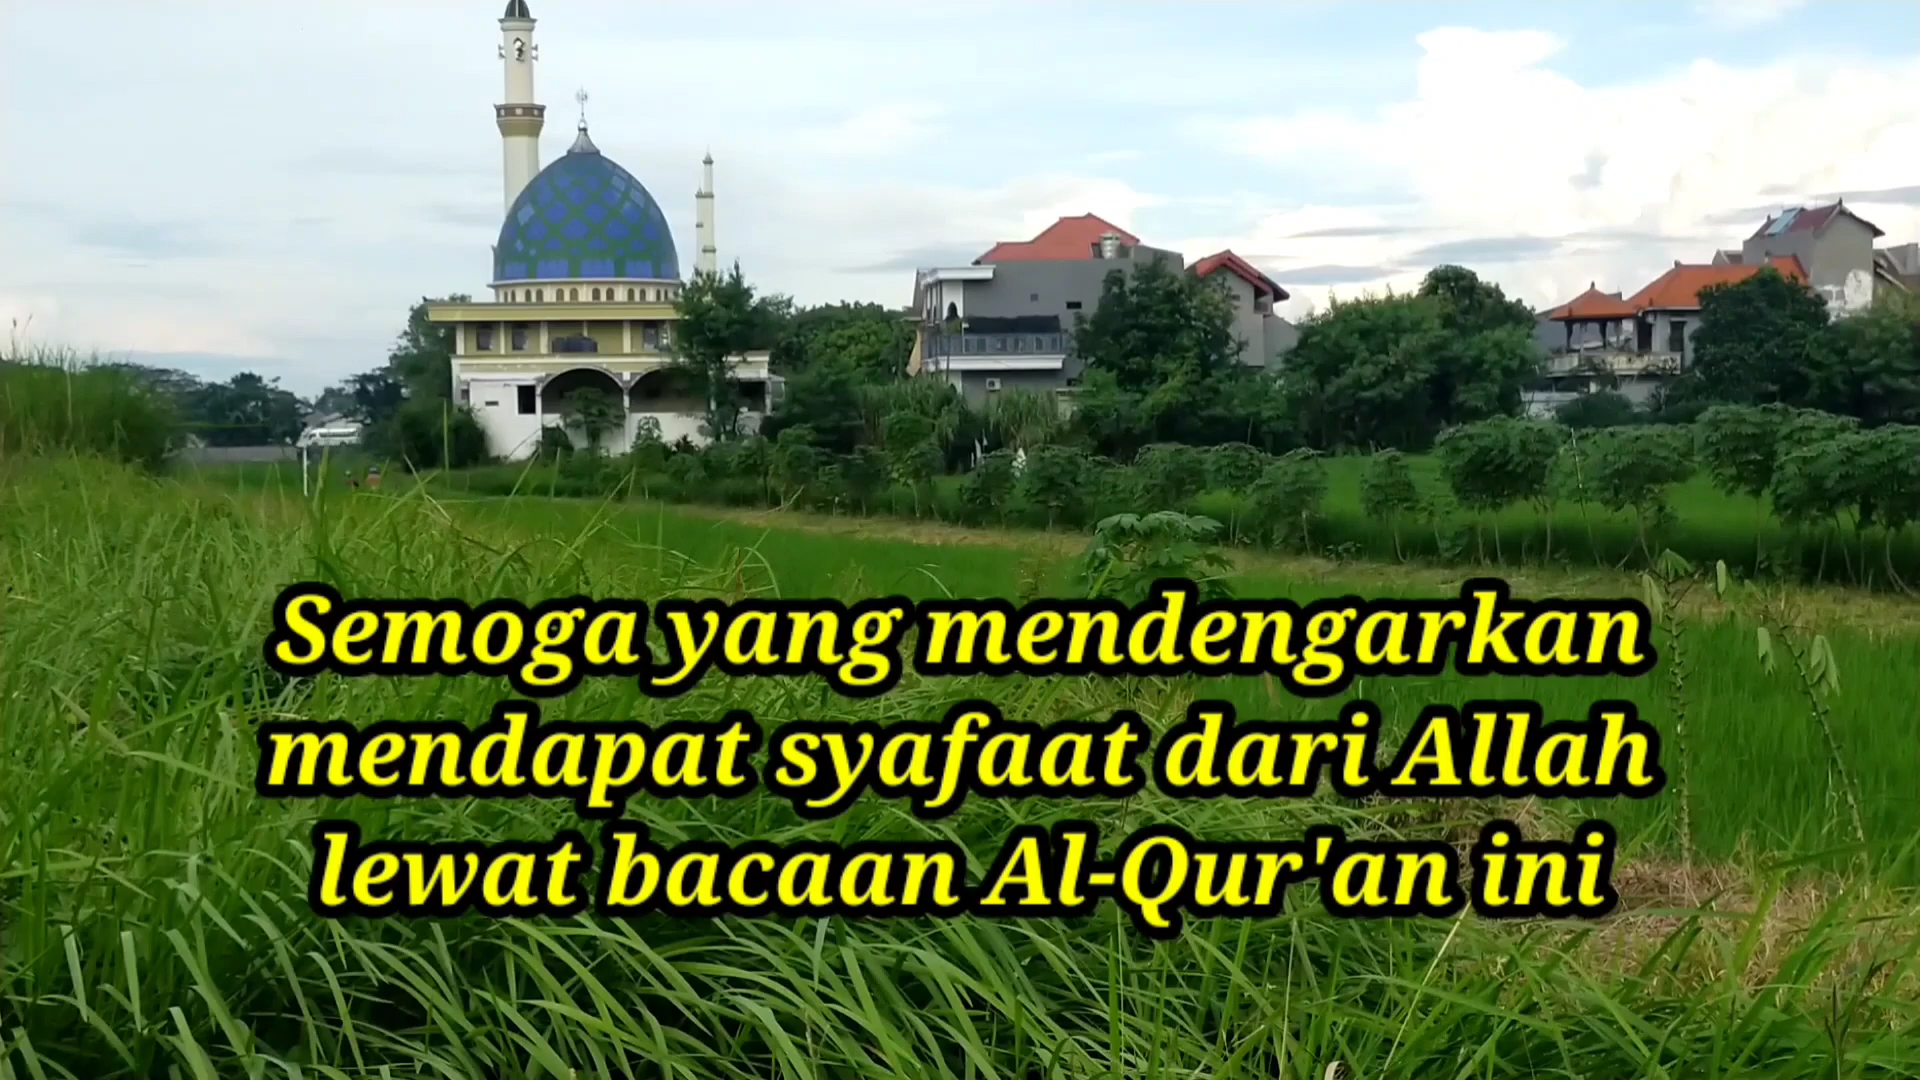 Semoga yang mendengarkan
mendapat syafaat dari Allah
lewat bacaan Al-Qur'an ini